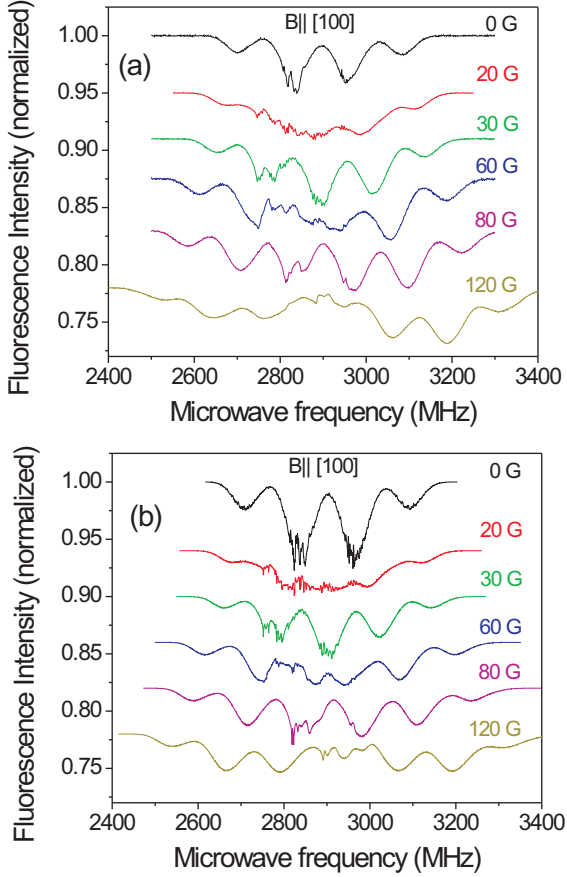 B|| [100]
0 G
1.00
(a)
20 G
0.95
30 G
0.90
60 G
0.85
80 G
0.80
120 G
0.75
2400 2600 2800 3000 3200 3400
Microwave frequency (MHz)
Fluorescence Intensity (normalized)
B|| [100]
0 G
1.00
(b)
20 G
0.95
30 G
0.90
60 G
0.85
80 G
0.80
120 G
0.75
2400 2600 2800 3000 3200 3400
Microwave frequency (MHz)
Fluorescence Intensity (normalized)